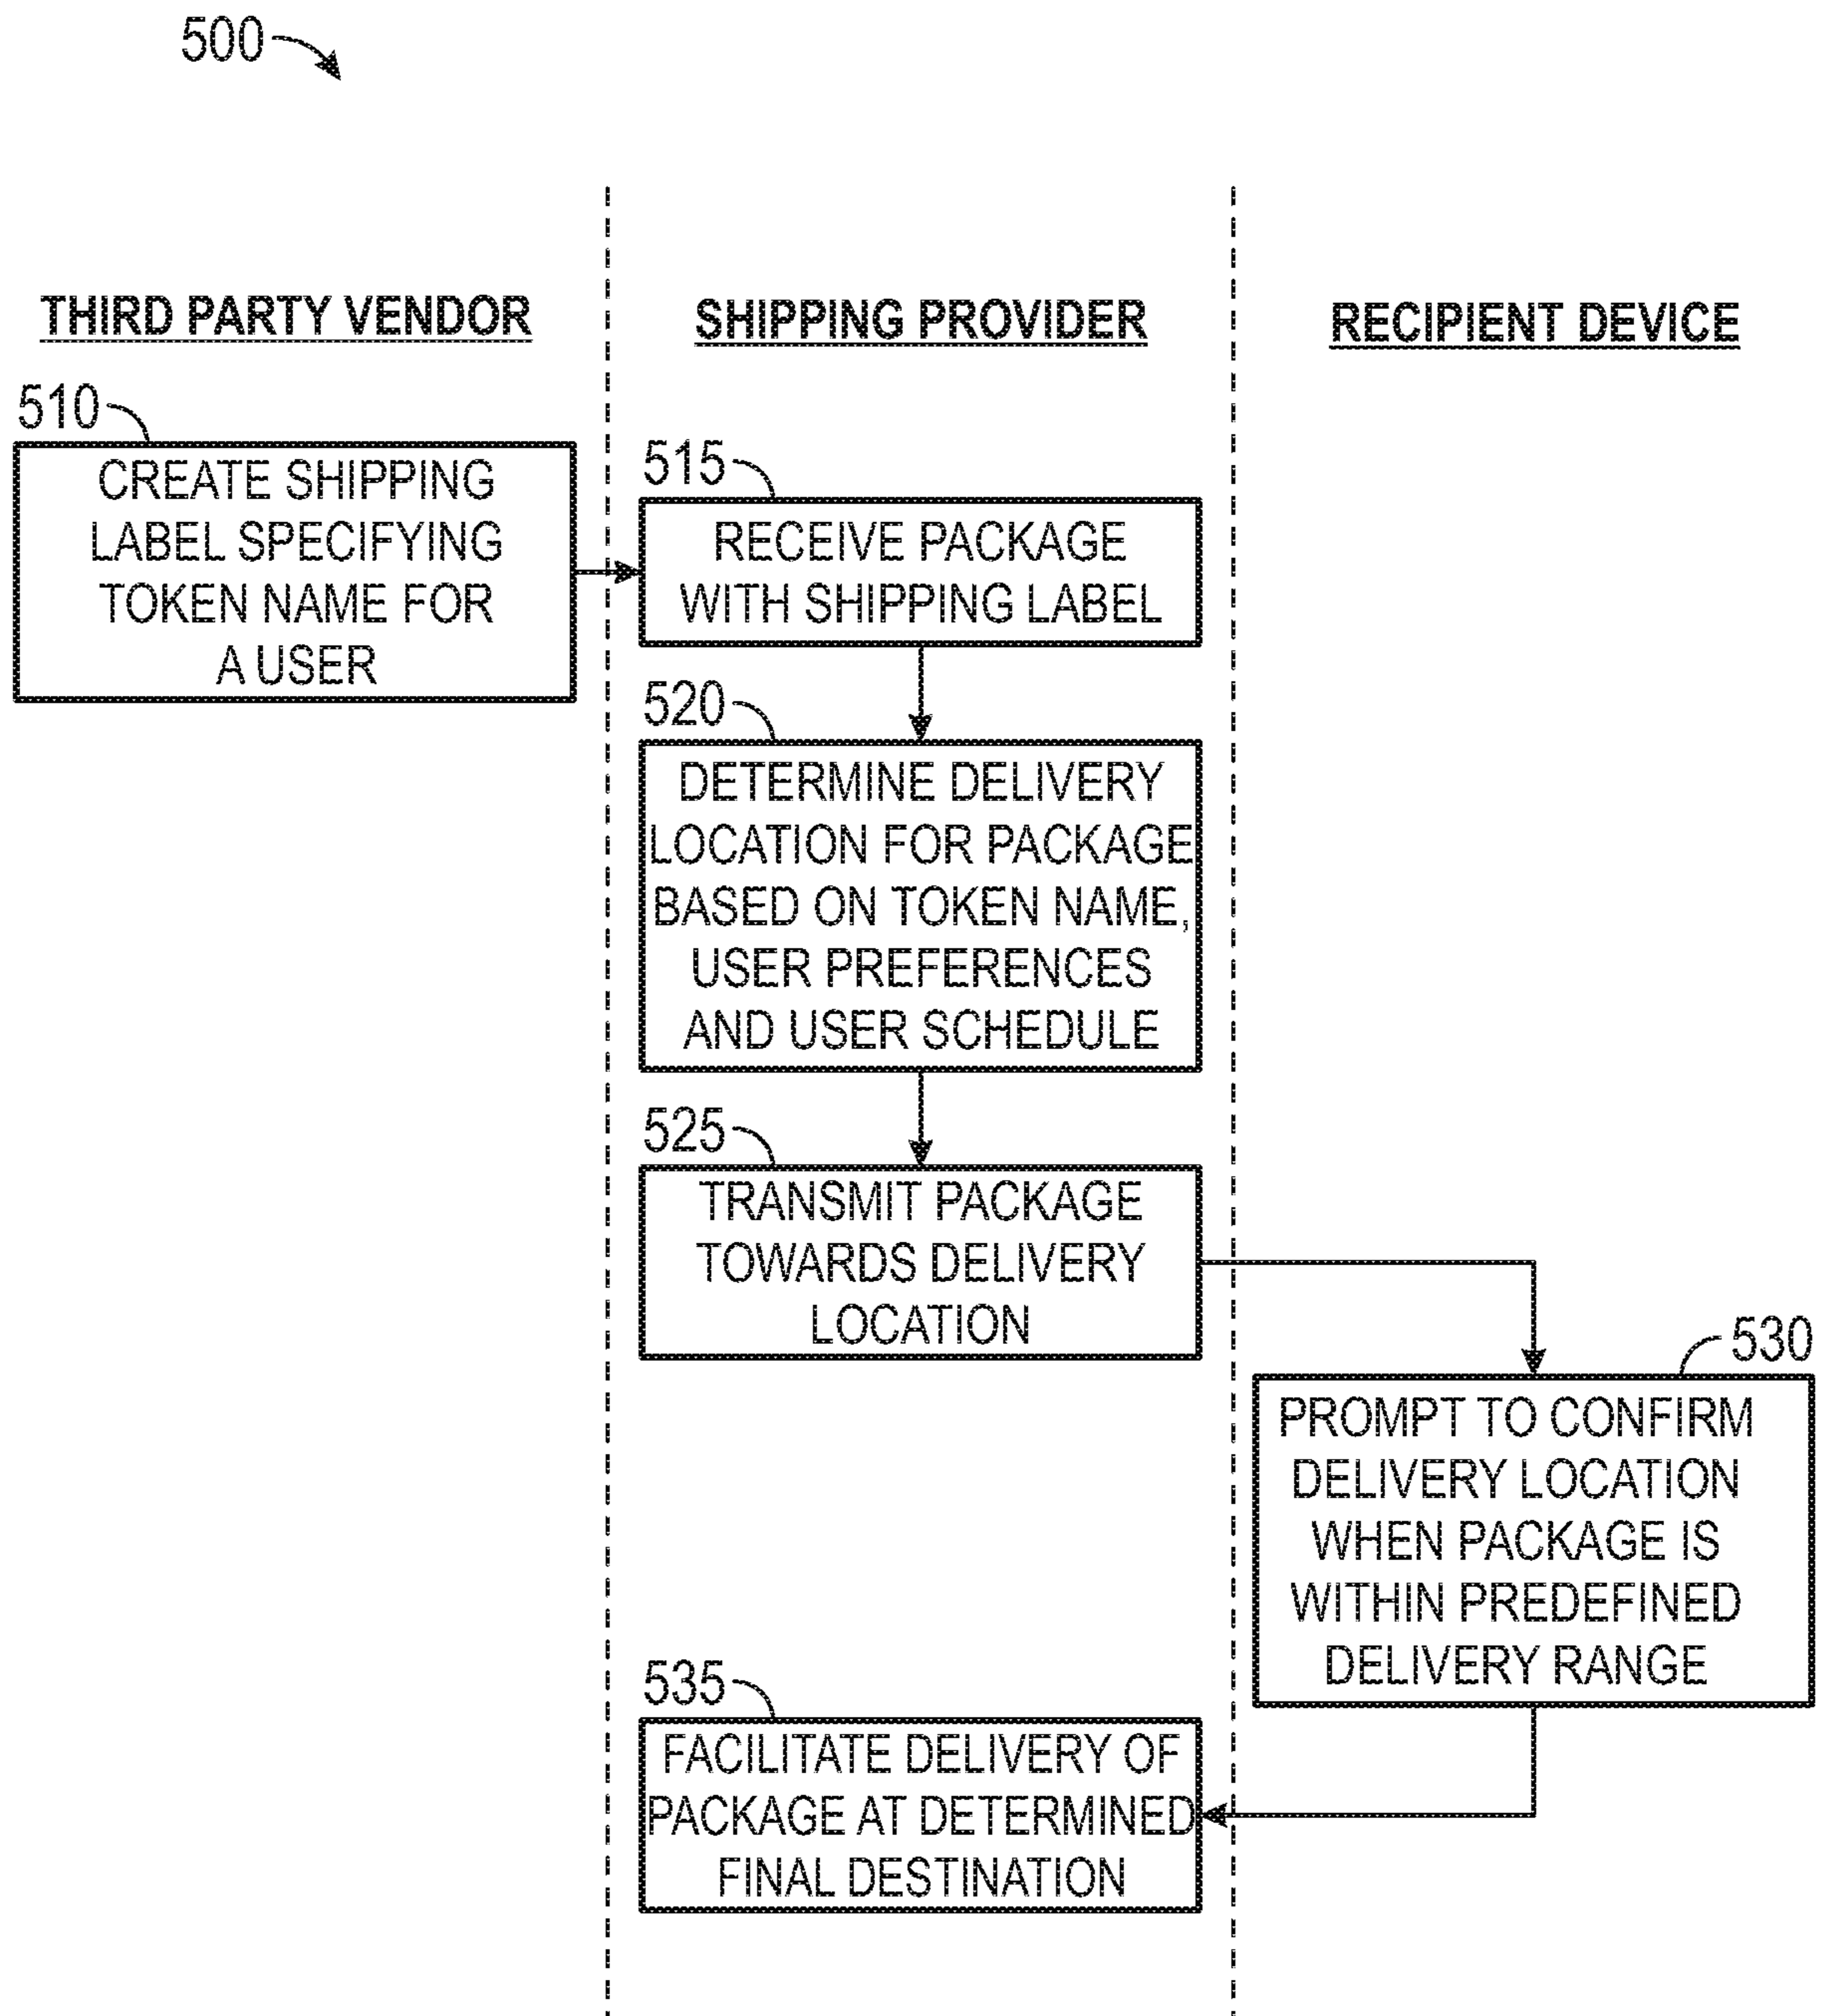 500
THIRD PARTY VENDOR
SHIPPING PROVIDER
RECIPIENT DEVICE
510
CREATE SHIPPING
LABEL SPECIFYING
TOKEN NAME FOR
A USER
515
RECEIVE PACKAGE
WITH SHIPPING LABEL
520
DETERMINE DELIVERY
LOCATION FOR PACKAGE
BASED ON TOKEN NAME,
USER PREFERENCES
AND USER SCHEDULE
525
TRANSMIT PACKAGE
TOWARDS DELIVERY
LOCATION
530
PROMPT TO CONFIRM
DELIVERY LOCATION
WHEN PACKAGE IS
WITHIN PREDEFINED
DELIVERY RANGE
535
FACILITATE DELIVERY OF
PACKAGE AT DETERMINED
FINAL DESTINATION